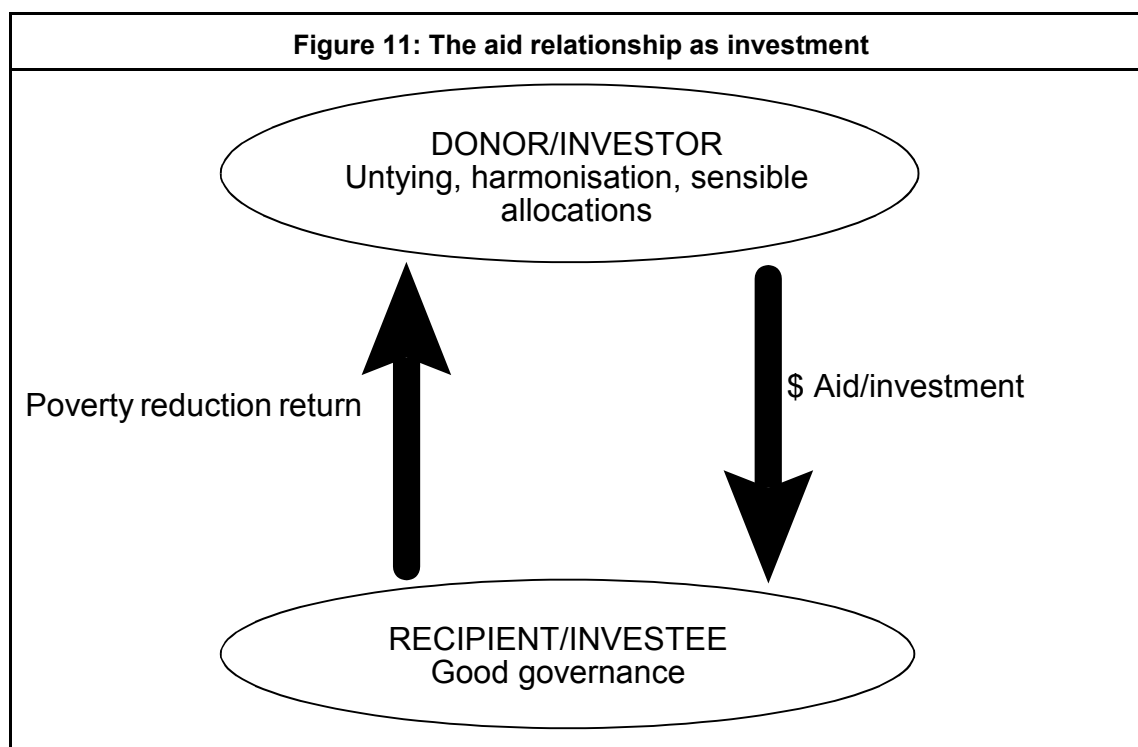 Figure 11: The aid relationship as investment
DONOR/INVESTOR
Untying, harmonisation, sensible
allocations
Poverty reduction return
$ Aid/investment
RECIPIENT/INVESTEE
Good governance